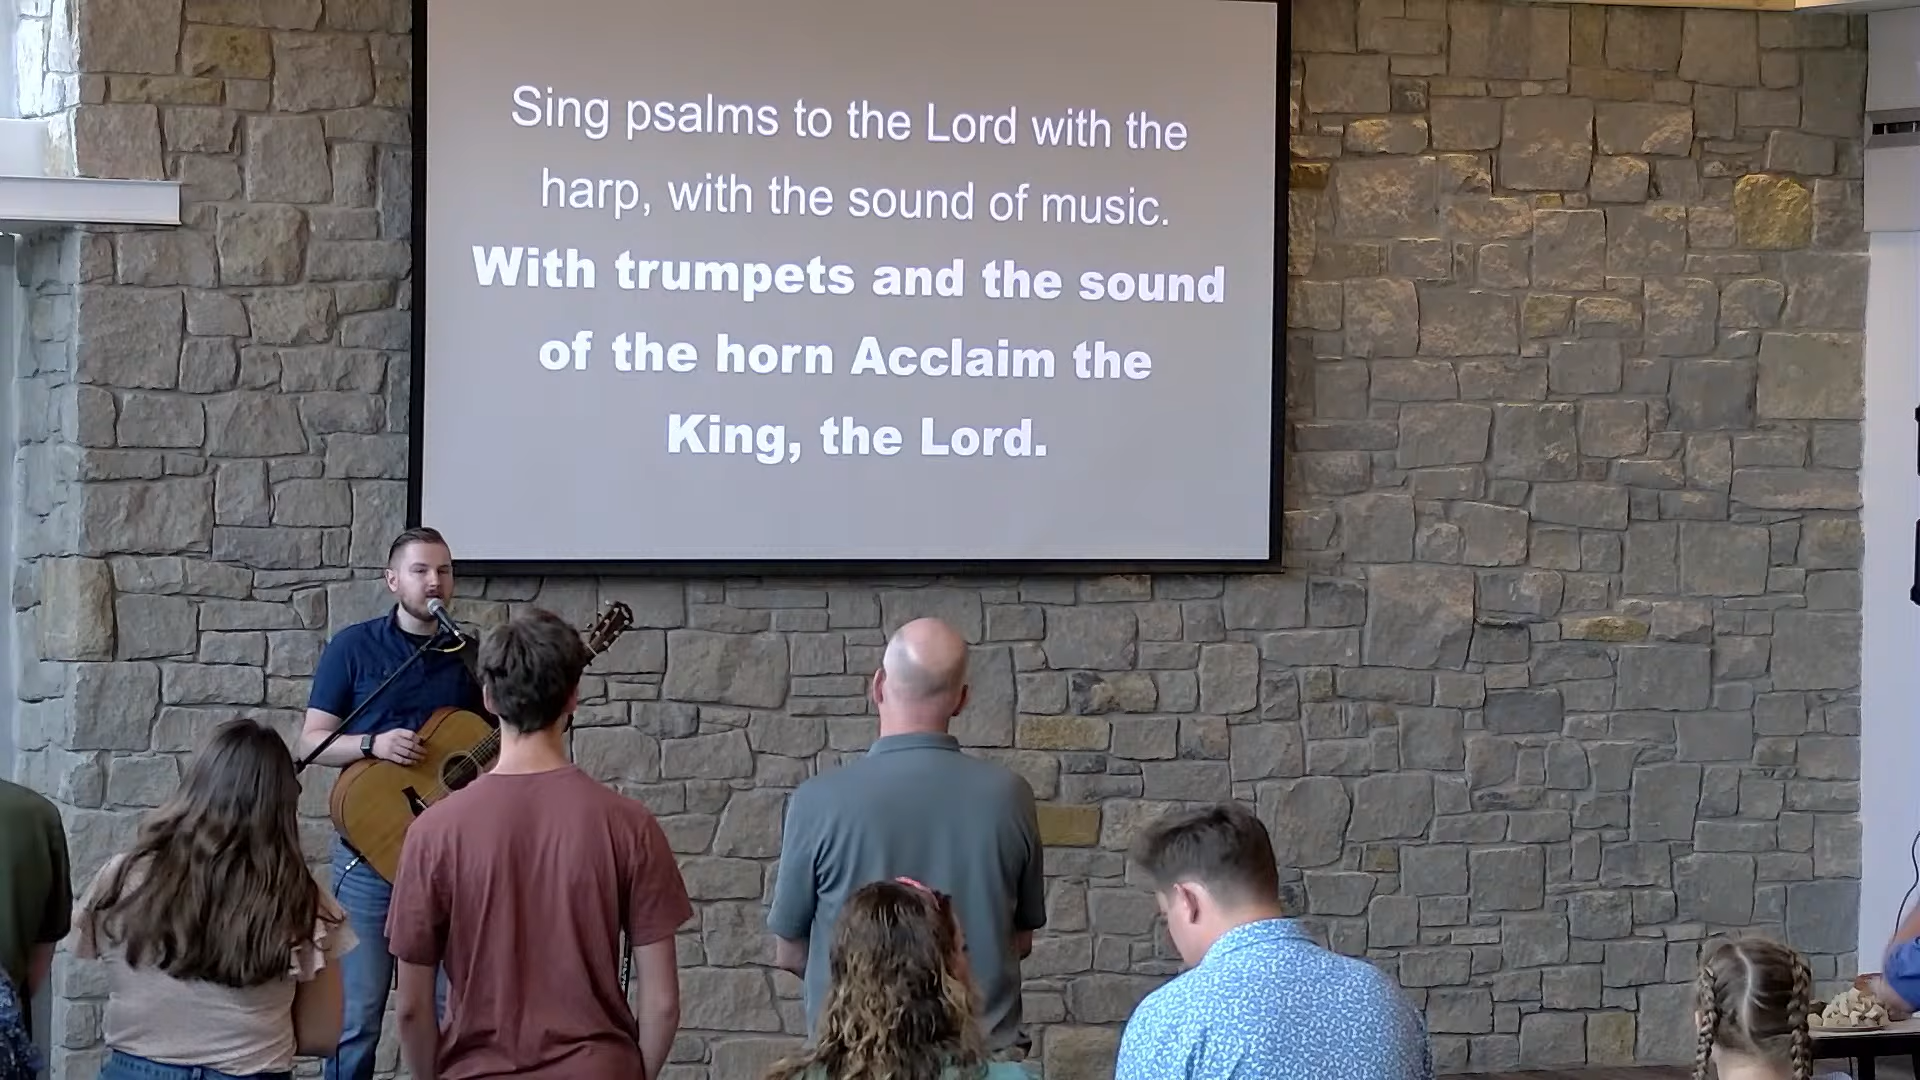 Sing psalms to the Lord with the
harp, with the sound of music.
With trumpets and the sound
of the horn Acclaim the
King, the Lord.